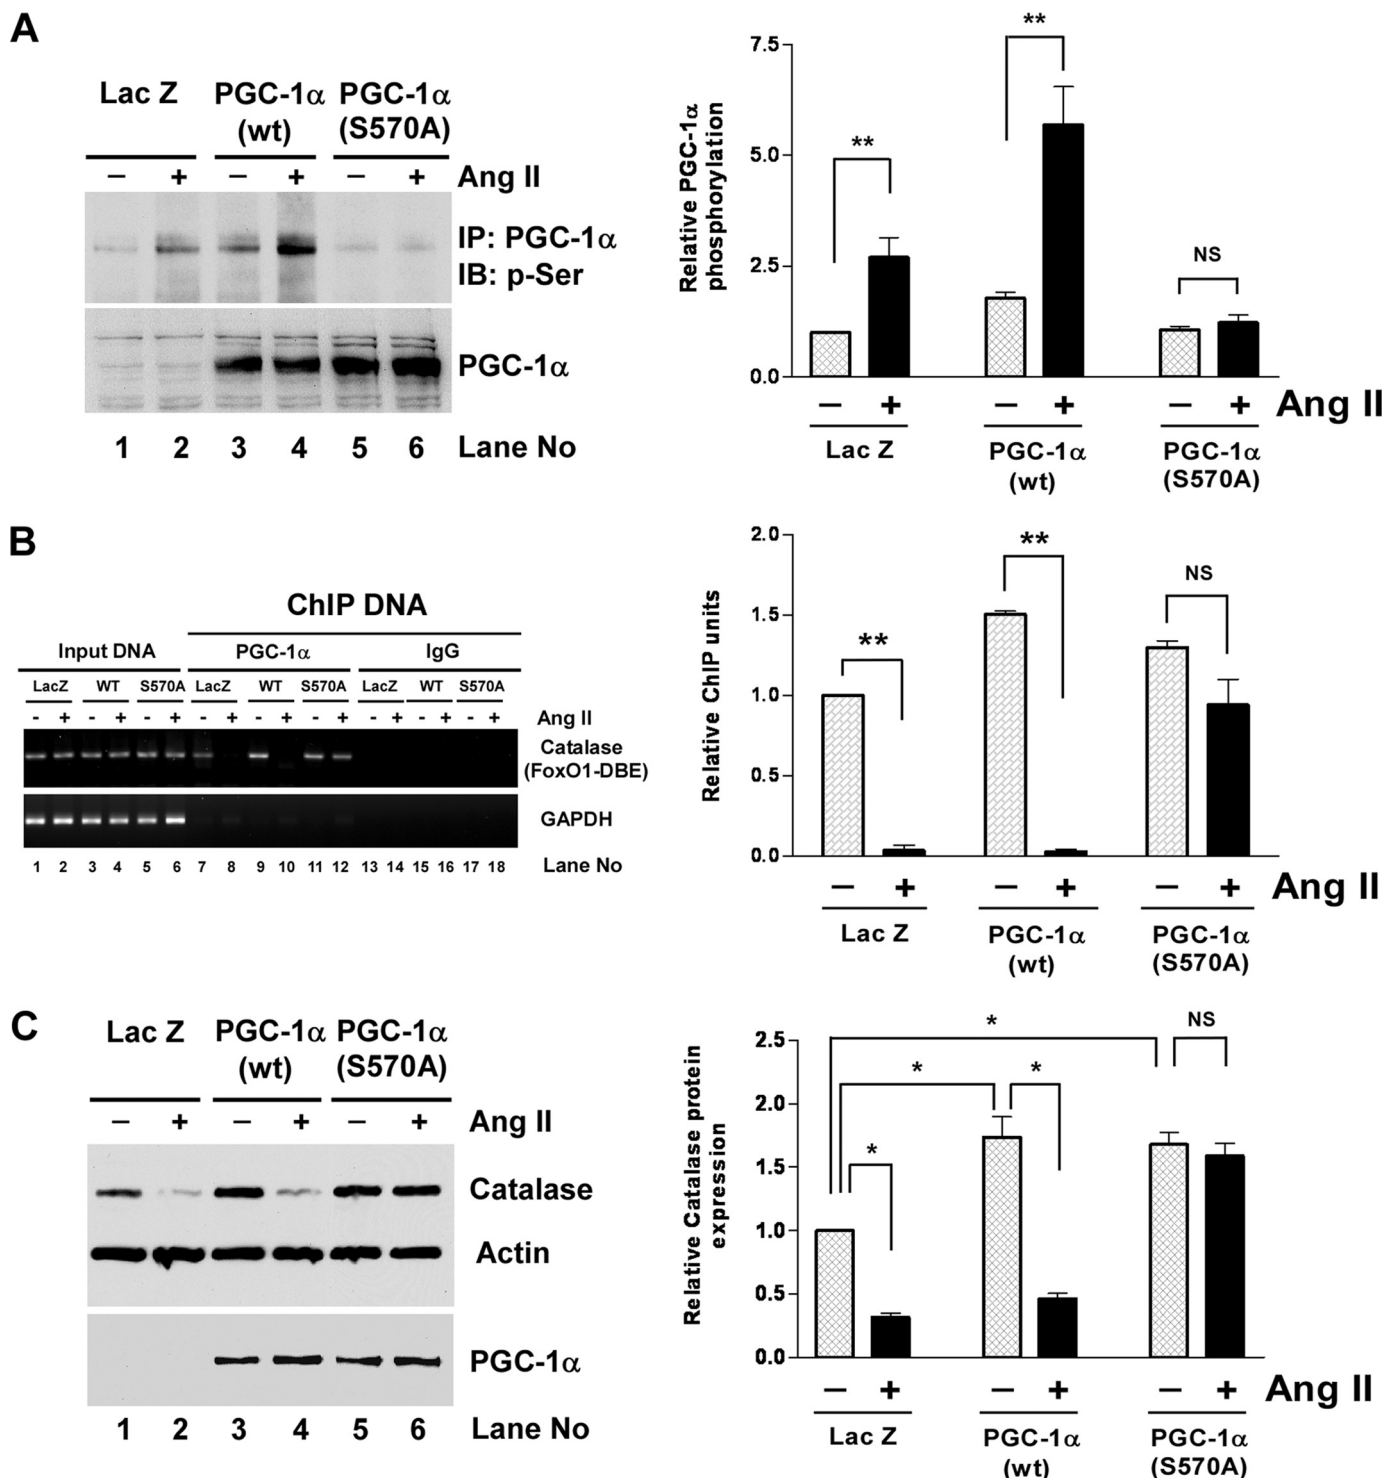 A
Lac Z PGC-1α PGC-1α
(wt) (S570A)
– + – + – + Ang II
IP: PGC-1α
IB: p-Ser
PGC-1α
1 2 3 4 5 6 Lane No
Relative PGC-1α
phosphorylation
7.5
5.0
2.5
0.0
** ** NS
– + – + – + Ang II
Lac Z PGC-1α PGC-1α
(wt) (S570A)
B
ChIP DNA
Input DNA PGC-1α IgG
LacZ WT S570A LacZ WT S570A LacZ WT S570A
- + - + - + - + - + - + - + - + - + Ang II
Catalase
(FoxO1-DBE)
GAPDH
1 2 3 4 5 6 7 8 9 10 11 12 13 14 15 16 17 18 Lane No
Relative ChIP units
2.0
1.5
1.0
0.5
0.0
** ** NS
– + – + – + Ang II
Lac Z PGC-1α PGC-1α
(wt) (S570A)
C
Lac Z PGC-1α PGC-1α
(wt) (S570A)
– + – + – + Ang II
Catalase
Actin
PGC-1α
1 2 3 4 5 6 Lane No
Relative Catalase protein
expression
2.5
2.0
1.5
1.0
0.5
0.0
* NS
* *
*
– + – + – + Ang II
Lac Z PGC-1α PGC-1α
(wt) (S570A)